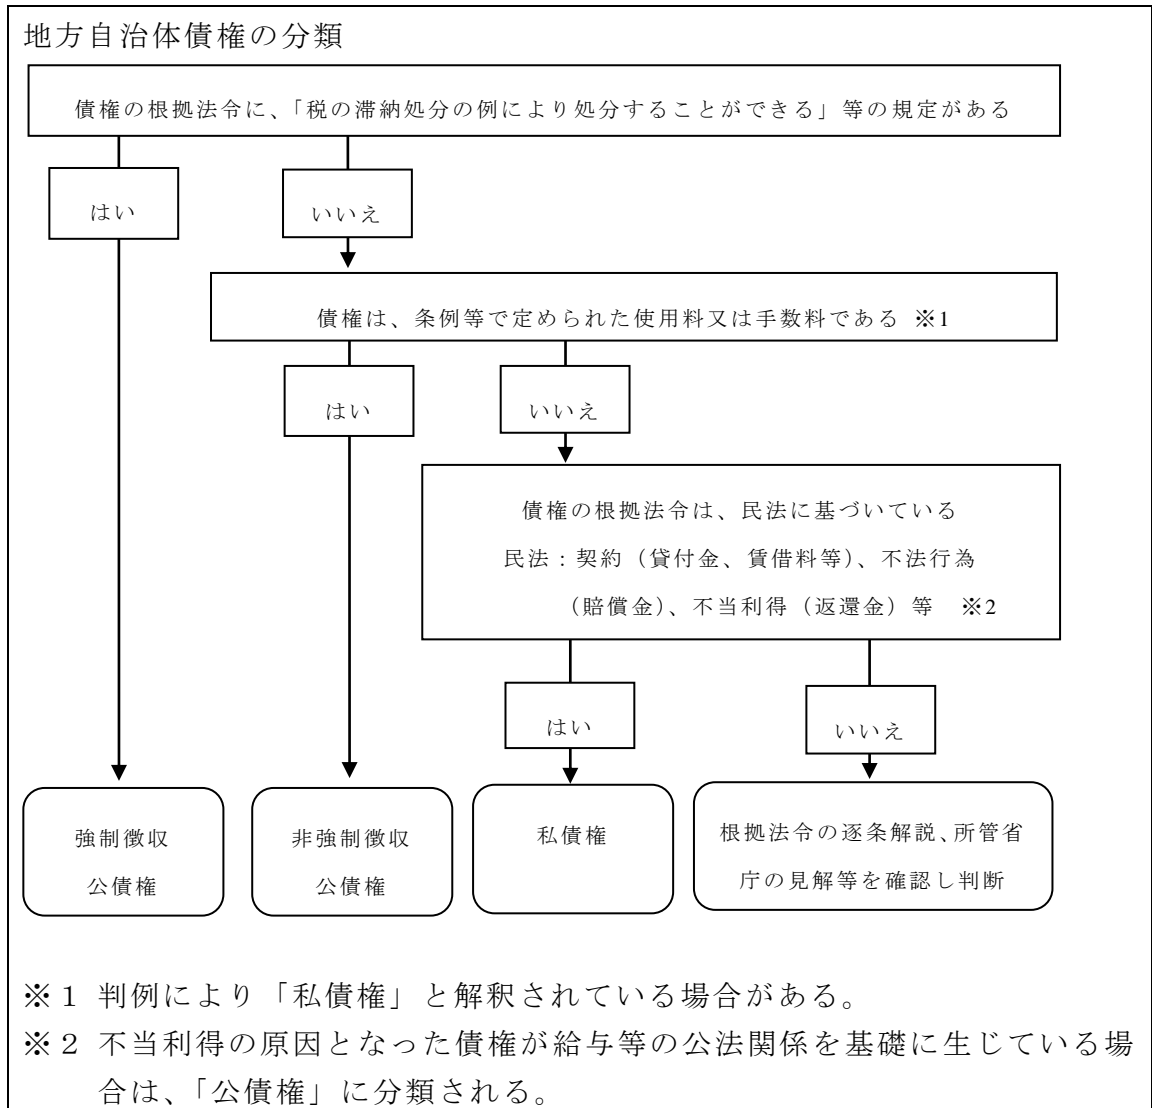 地方自治体債権の分類
債権の根拠法令に、「税の滞納処分の例により処分することができる」等の規定がある
はい
いいえ
債権は、条例等で定められた使用料又は手数料である ※1
はい
いいえ
債権の根拠法令は、民法に基づいている
民法:契約(貸付金、賃借料等)、不法行為
(賠償金)、不当利得(返還金)等 ※2
はい
いいえ
強制徴収
公債権
非強制徴収
公債権
私債権
根拠法令の逐条解説、所管省
庁の見解等を確認し判断
※1 判例により「私債権」と解釈されている場合がある。
※2 不当利得の原因となった債権が給与等の公法関係を基礎に生じている場
合は、「公債権」に分類される。